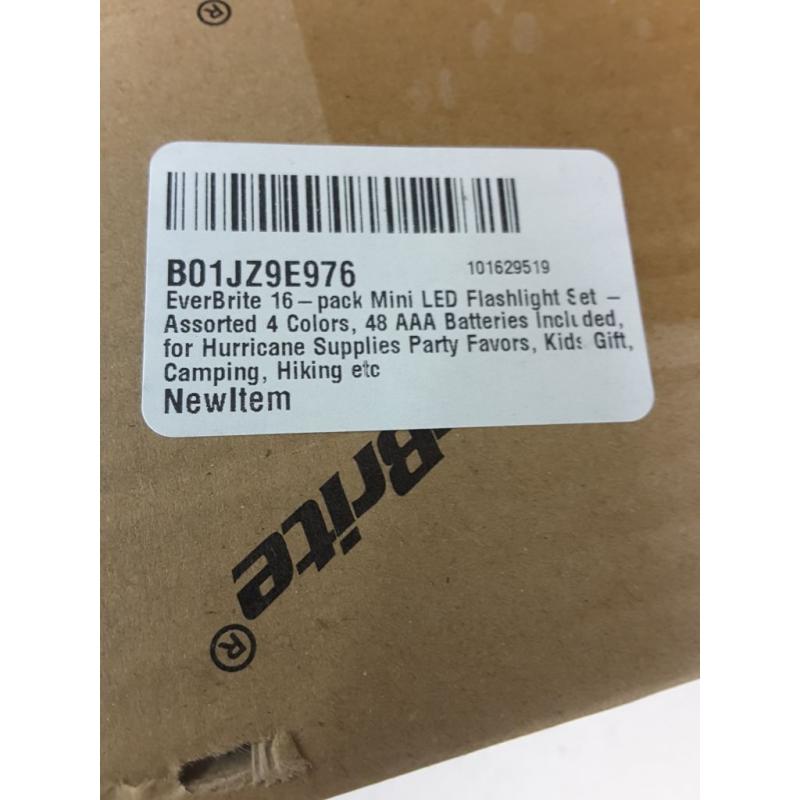 ®
B01JZ9E976 101629519
EverBrite 16-pack Mini LED Flashlight Set -
Assorted 4 Colors, 48 AAA Batteries Included,
for Hurricane Supplies Party Favors, Kids Gift,
Camping, Hiking etc
NewItem
Brite®